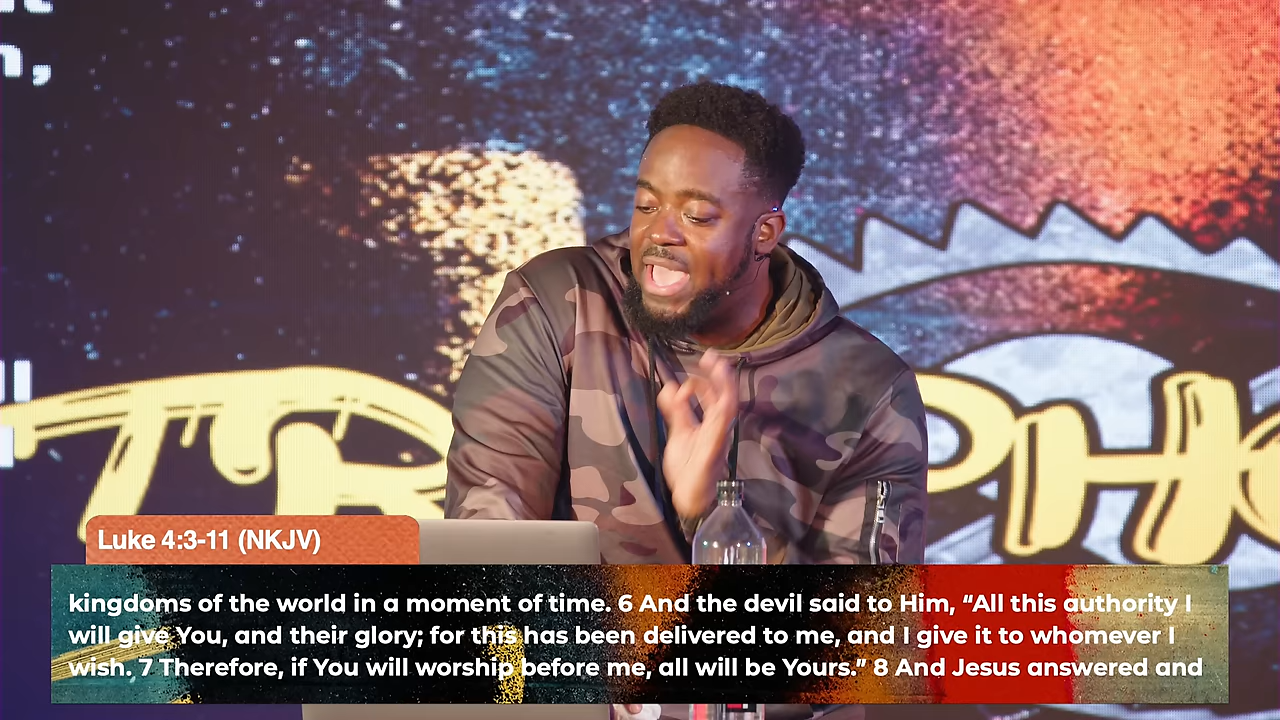 TR PH
Luke 4:3-11 (NKJV)
kingdoms of the world in a moment of time. 6 And the devil said to Him, “All this authority I
will give You, and their glory; for this has been delivered to me, and I give it to whomever I
wish. 7 Therefore, if You will worship before me, all will be Yours.” 8 And Jesus answered and